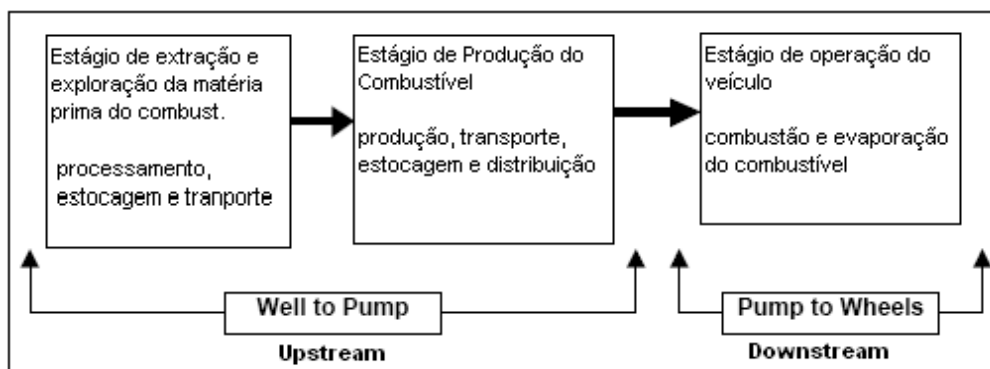 Estágio de extração e
exploração da matéria
prima do combust.
processamento,
estocagem e tranporte
Estágio de Produção do
Combustível
produção, transporte,
estocagem e distribuição
Estágio de operação do
veículo
combustão e evaporação
do combustível
Well to Pump
Upstream
Pump to Wheels
Downstream